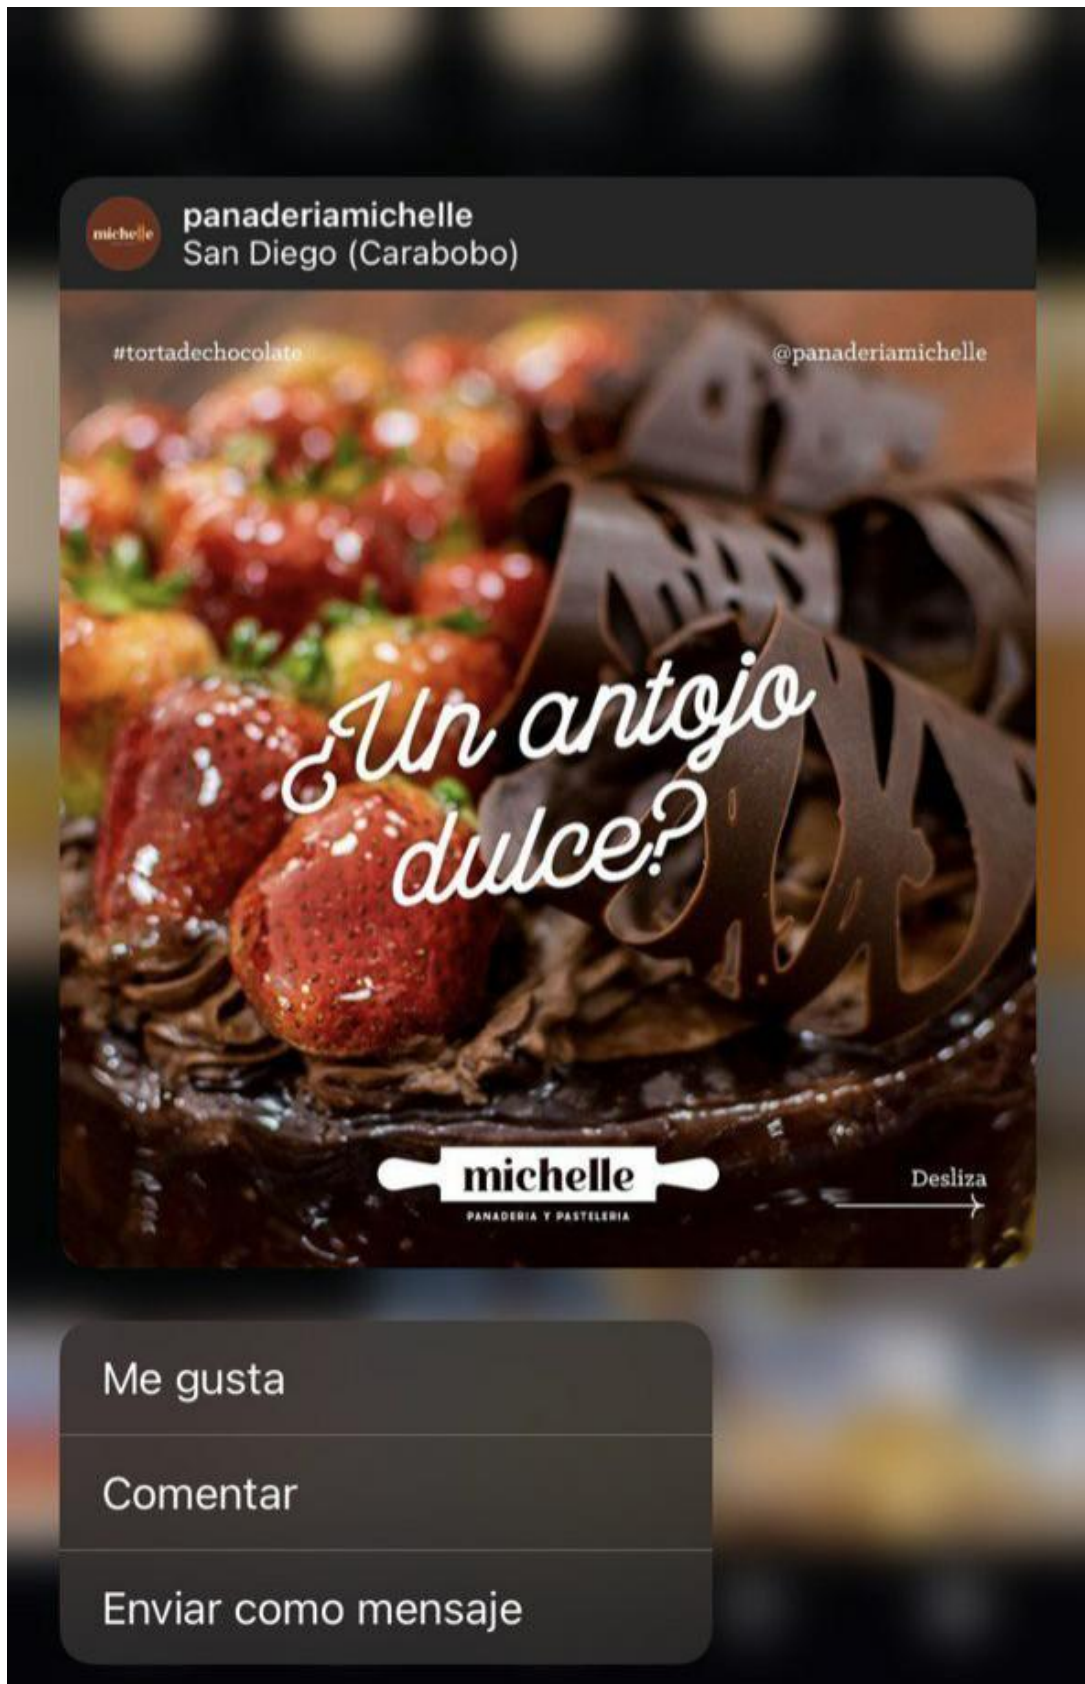 michelle
panaderiamichelle
San Diego (Carabobo)
#tortadechocolate
@panaderiamichelle
¿Un antojo
dulce?
michelle
PANADERIA Y PASTELERIA
Desliza
Me gusta
Comentar
Enviar como mensaje